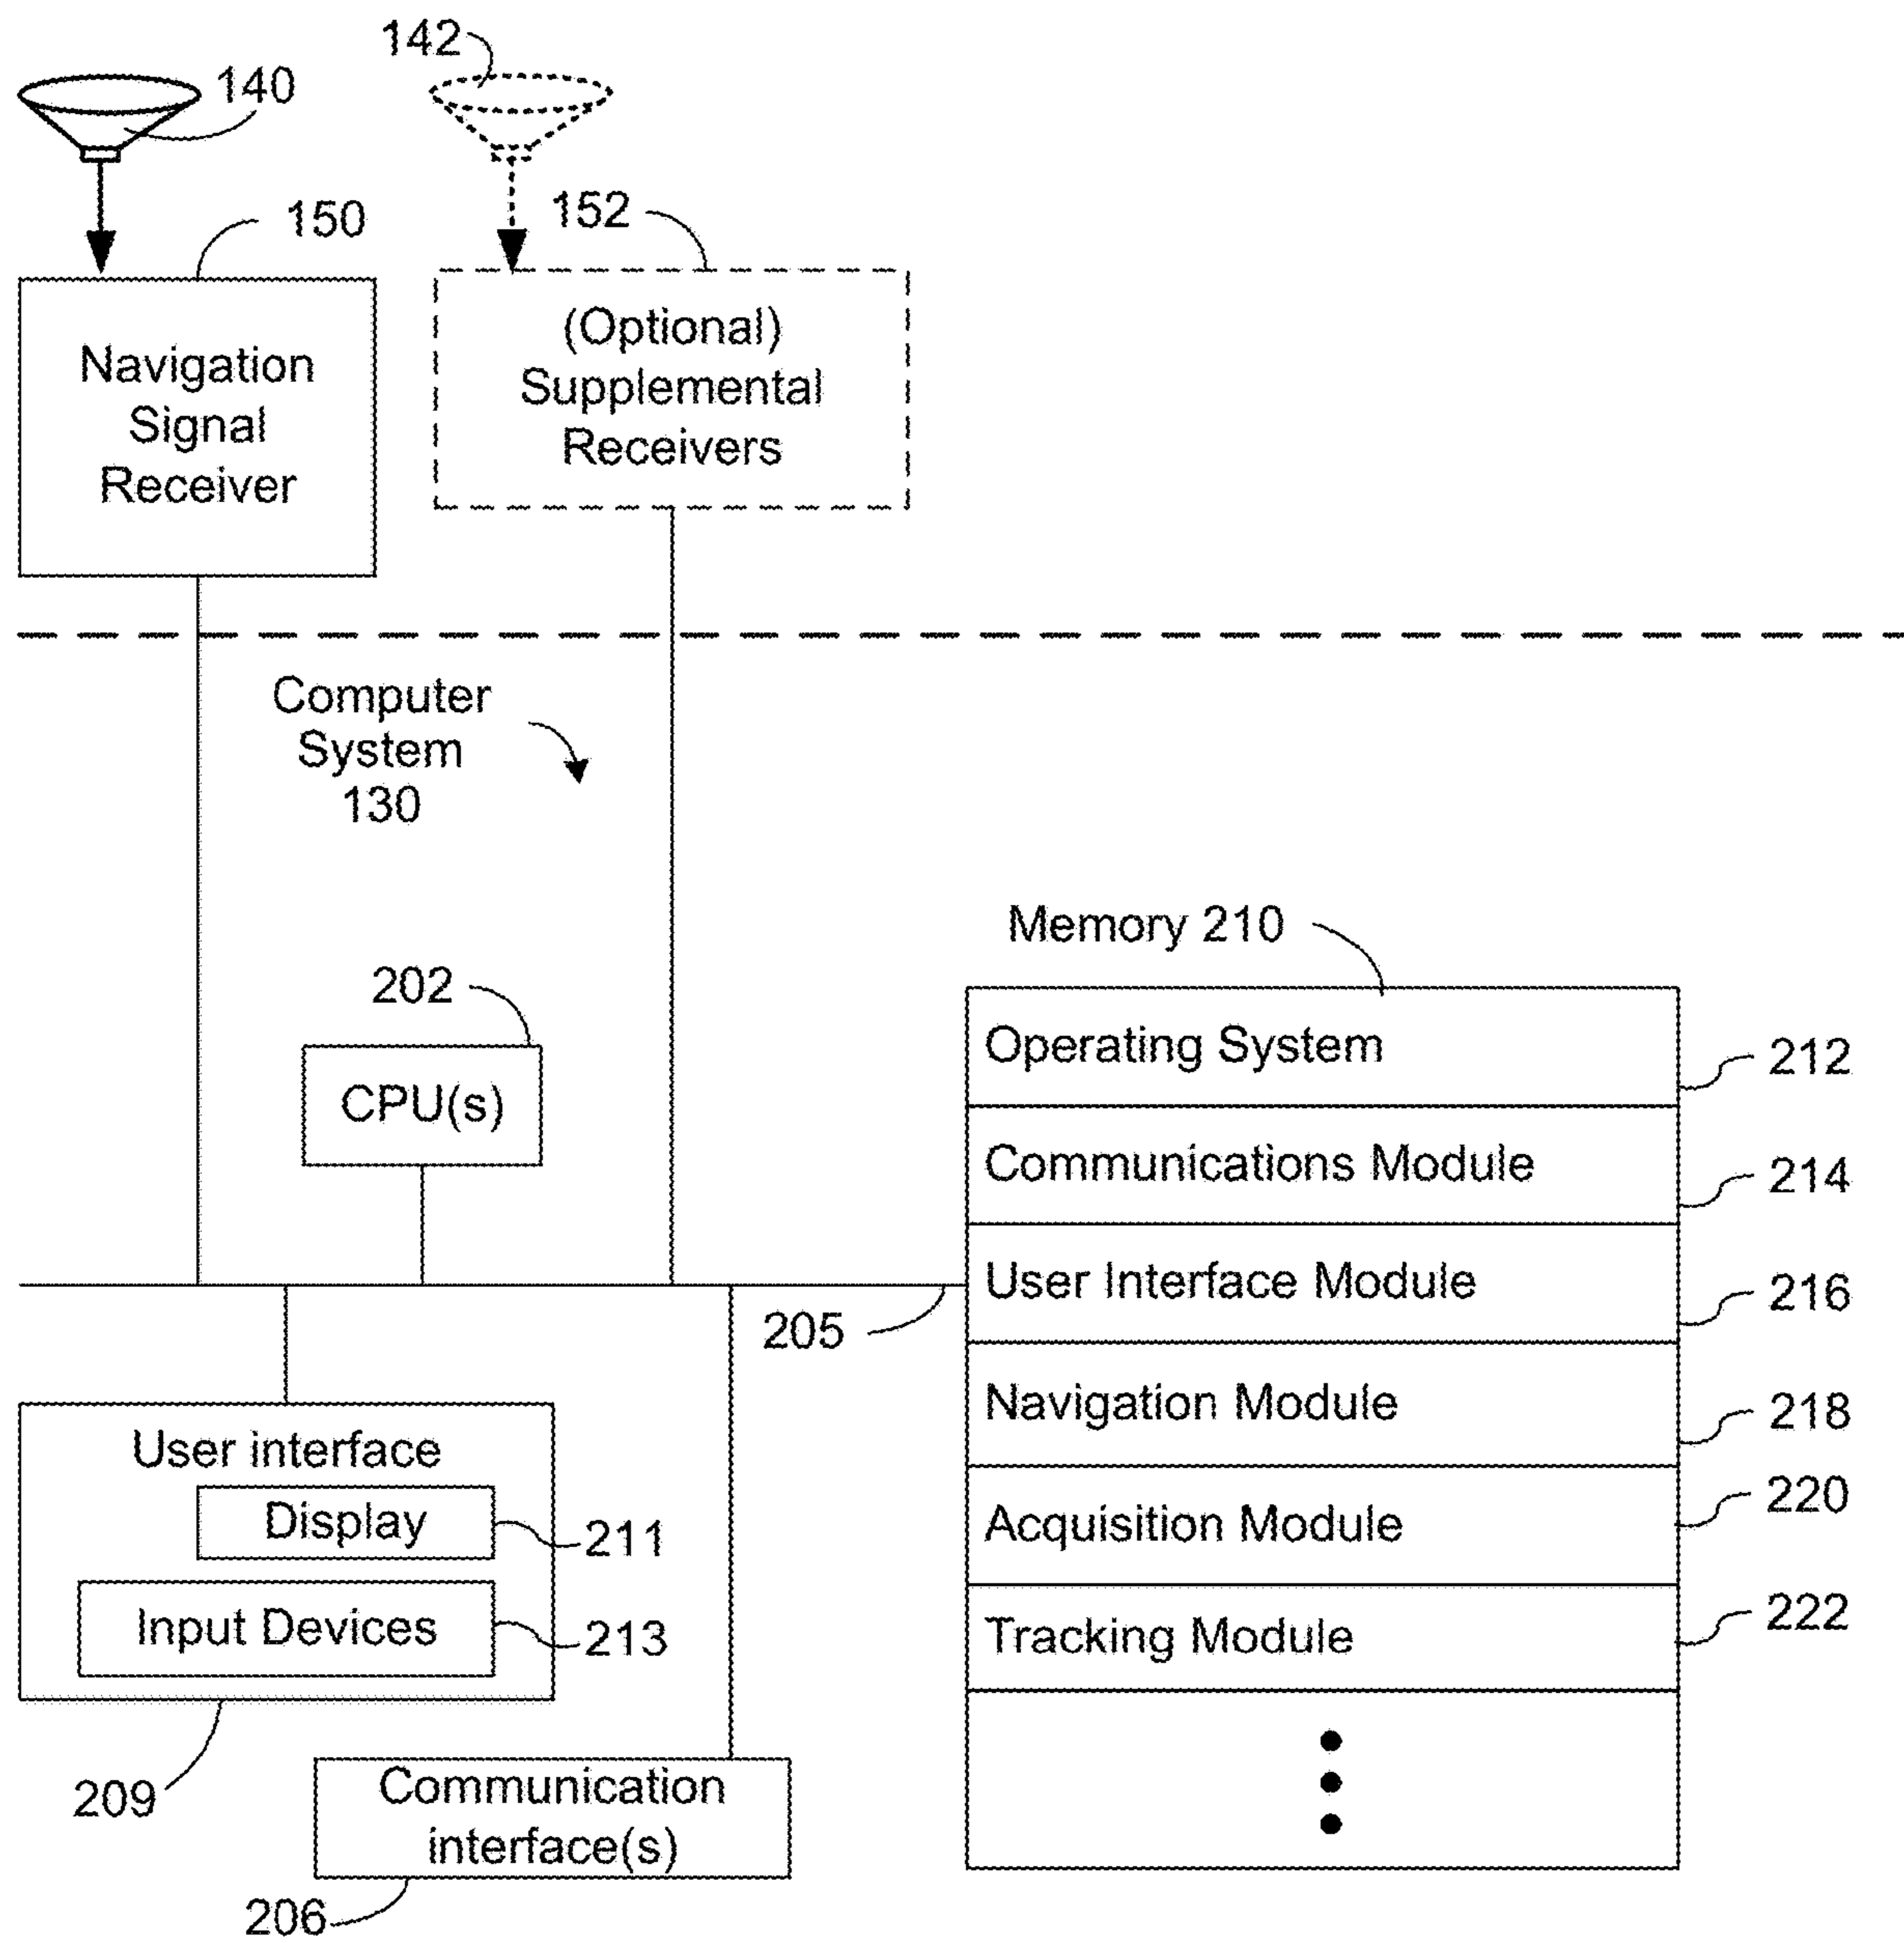 140
142
150
152
Navigation
Signal
Receiver
(Optional)
Supplemental
Receivers
Computer
System
130
Memory 210
202
CPU(s)
Operating System
212
Communications Module
214
User Interface Module
216
205
Navigation Module
218
Acquisition Module
220
Tracking Module
222
User interface
Display
211
Input Devices
213
209
Communication
interface(s)
206